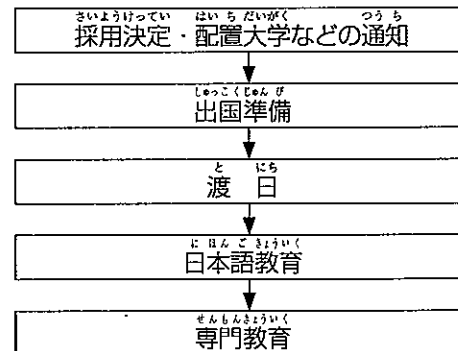 さいようけってい はいちだいがく つうち
採用決定・配置大学などの通知
しゅっこくじゅんび
出国準備
と にち
渡 日
にほんごきょういく
日本語教育
せんもんきょういく
専門教育